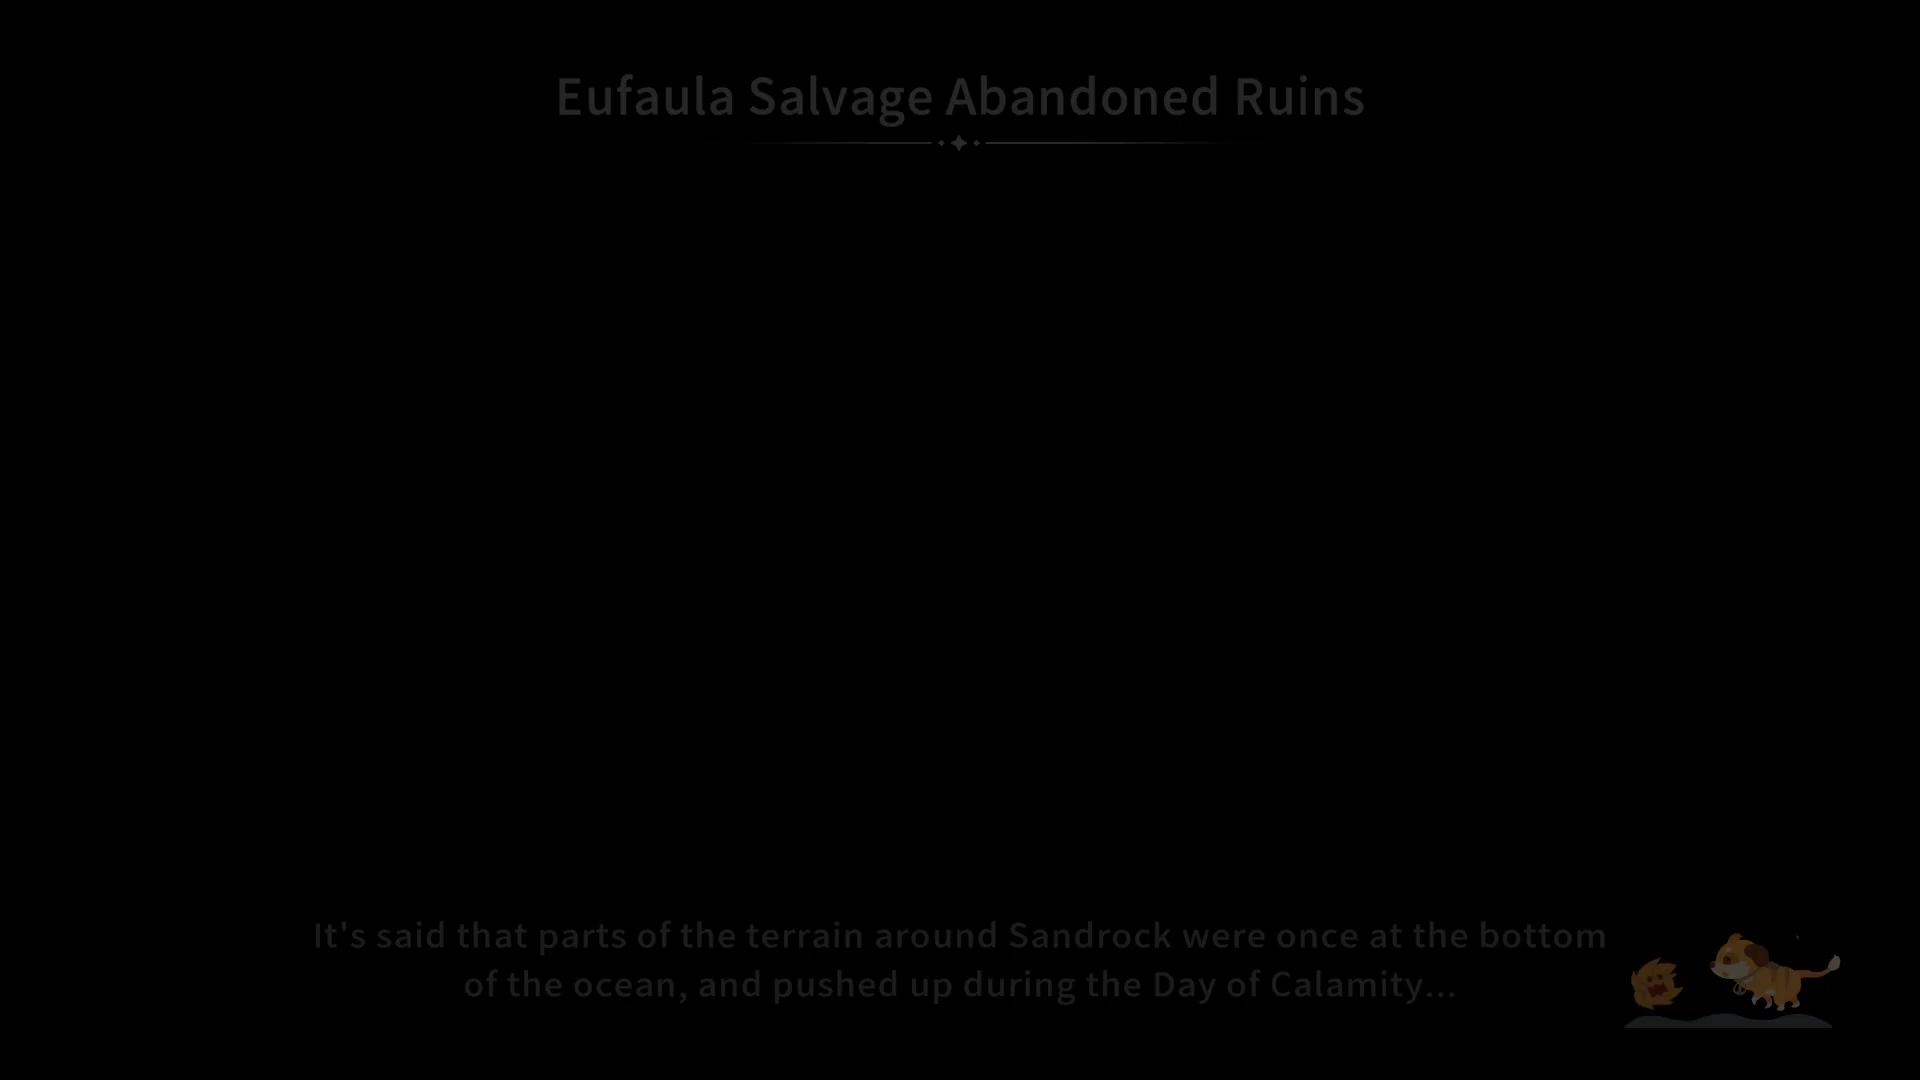 Eufaula Salvage Abandoned Ruins
It's said that parts of the terrain around Sandrock were once at the bottom
of the ocean, and pushed up during the Day of Calamity...